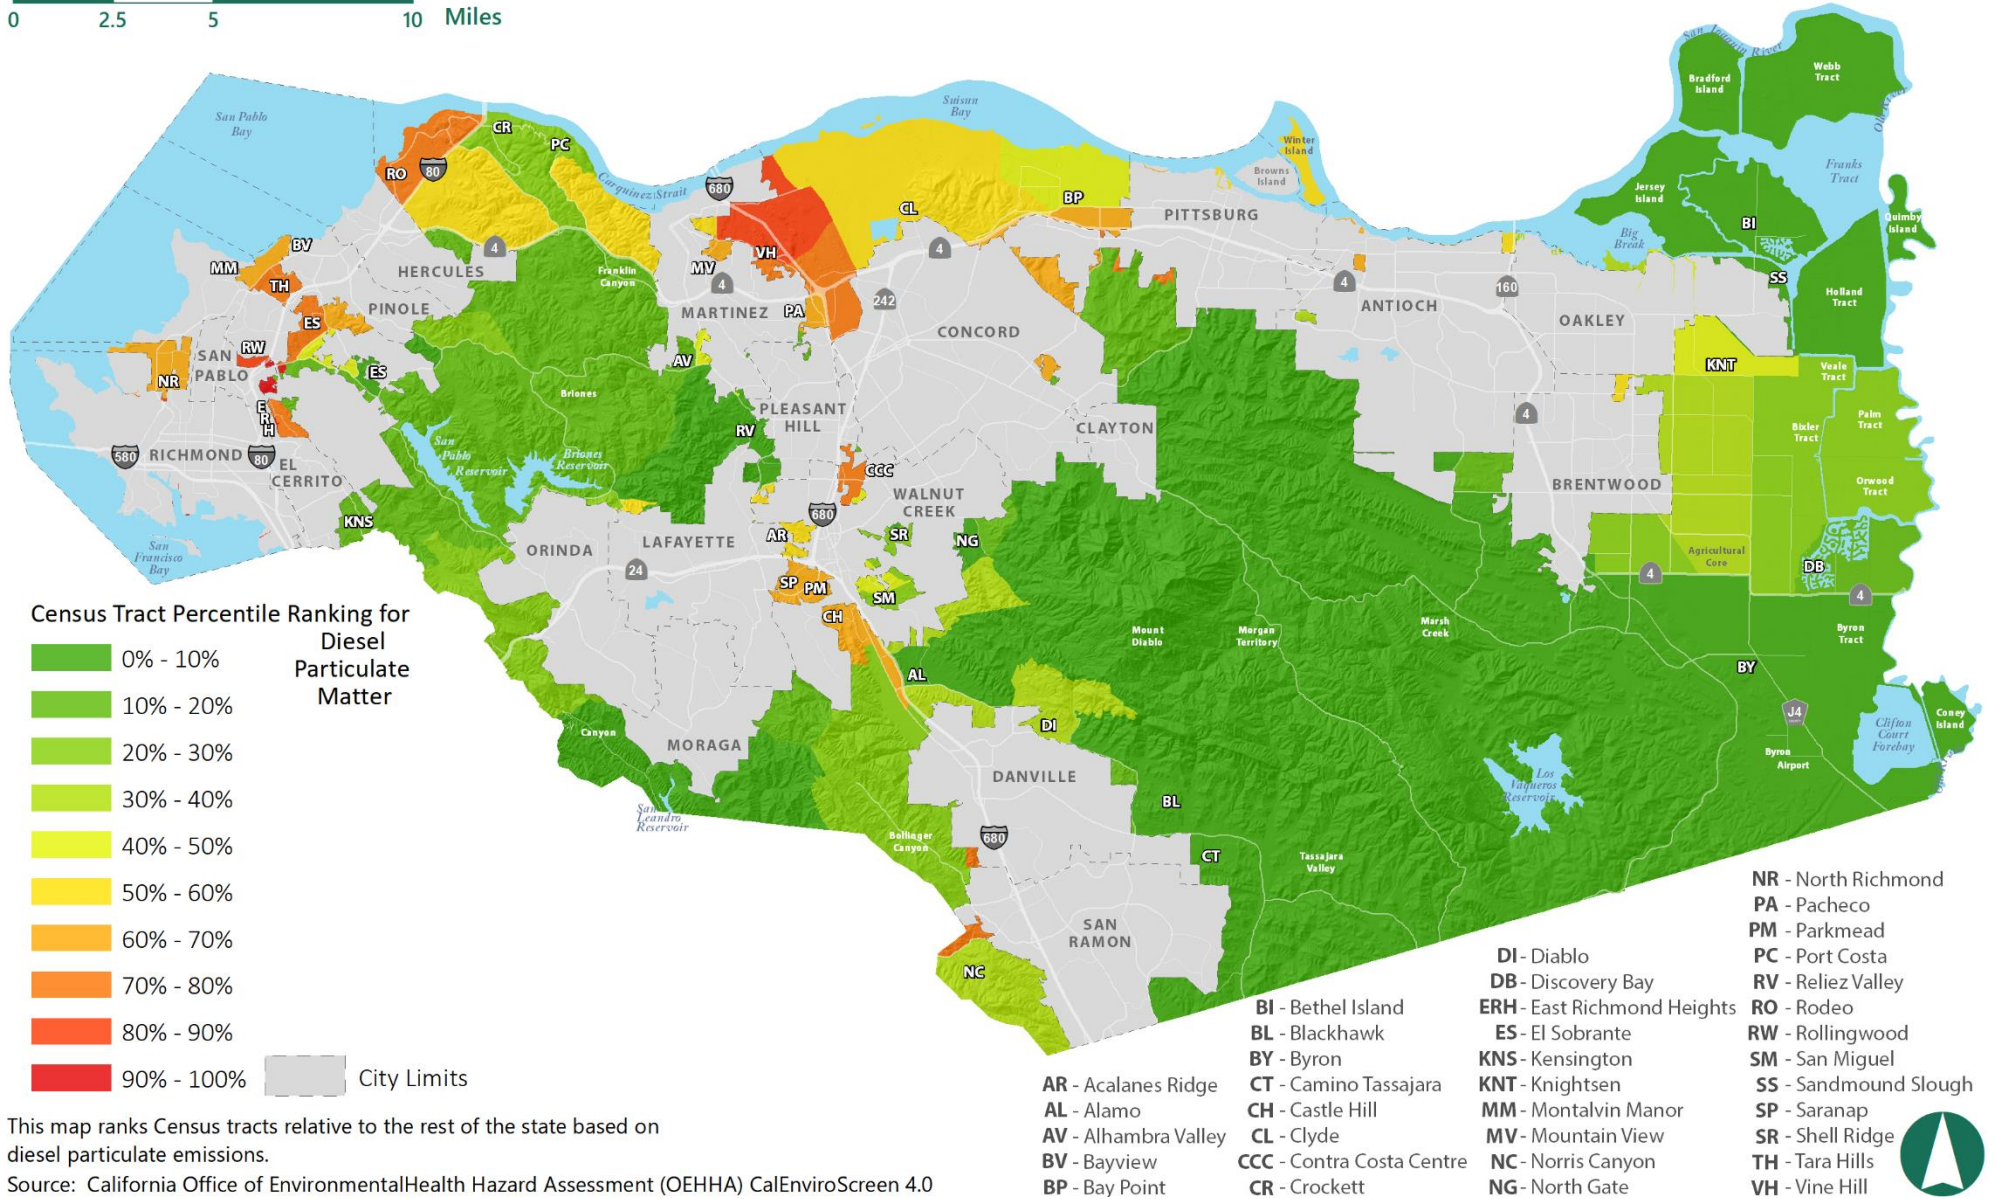 0 2.5 5 10 Miles
San Joaquin River
Webb
Tract
Bradford
Island
Old River
San Pablo
Bay
Suisun
Bay
CR
PC
Winter
Island
Franks
Tract
RO
80
Carquinez Strait
680
Browns
Island
Jersey
Island
BP
CL
PITTSBURG
BI
Quimby
Island
Big
Break
BV
MM
4
HERCULES
Franklin
Canyon
VH
MV
4
4
TH
PINOLE
MARTINEZ
PA
242
CONCORD
4
ANTIOCH
160
OAKLEY
SS
Holland
Tract
ES
RW
SAN
PABLO
NR
ES
AV
KNT
Veale
Tract
Briones
E
R
H
PLEASANT
HILL
RV
CLAYTON
4
Bixler
Tract
Palm
Tract
580
RICHMOND
80
EL
CERRITO
San
Pablo
Reservoir
Briones
Reservoir
CCC
WALNUT
CREEK
BRENTWOOD
Orwood
Tract
KNS
680
San
Francisco
Bay
ORINDA
LAFAYETTE
AR
SR
NG
Agricultural
Core
24
SP
PM
SM
4
DB
4
CH
Mount
Diablo
Morgan
Territory
Marsh
Creek
Byron
Tract
AL
BY
Canyon
MORAGA
DI
J4
Clifton
Court
Forebay
Coney
Island
DANVILLE
Byron
Airport
San
Leandro
Reservoir
BL
Los
Vaqueros
Reservoir
Bollinger
Canyon
680
CT
Tassajara
Valley
SAN
RAMON
NC
Census Tract Percentile Ranking for
Diesel
Particulate
Matter
0% - 10%
10% - 20%
20% - 30%
30% - 40%
40% - 50%
50% - 60%
60% - 70%
70% - 80%
80% - 90%
90% - 100%
City Limits
This map ranks Census tracts relative to the rest of the state based on
diesel particulate emissions.
Source: California Office of EnvironmentalHealth Hazard Assessment (OEHHA) CalEnviroScreen 4.0
AR - Acalanes Ridge
AL - Alamo
AV - Alhambra Valley
BV - Bayview
BP - Bay Point
BI - Bethel Island
BL - Blackhawk
BY - Byron
CT - Camino Tassajara
CH - Castle Hill
CL - Clyde
CCC - Contra Costa Centre
CR - Crockett
DI - Diablo
DB - Discovery Bay
ERH - East Richmond Heights
ES - El Sobrante
KNS - Kensington
KNT - Knightsen
MM - Montalvin Manor
MV - Mountain View
NC - Norris Canyon
NG - North Gate
NR - North Richmond
PA - Pacheco
PM - Parkmead
PC - Port Costa
RV - Reliez Valley
RO - Rodeo
RW - Rollingwood
SM - San Miguel
SS - Sandmound Slough
SP - Saranap
SR - Shell Ridge
TH - Tara Hills
VH - Vine Hill